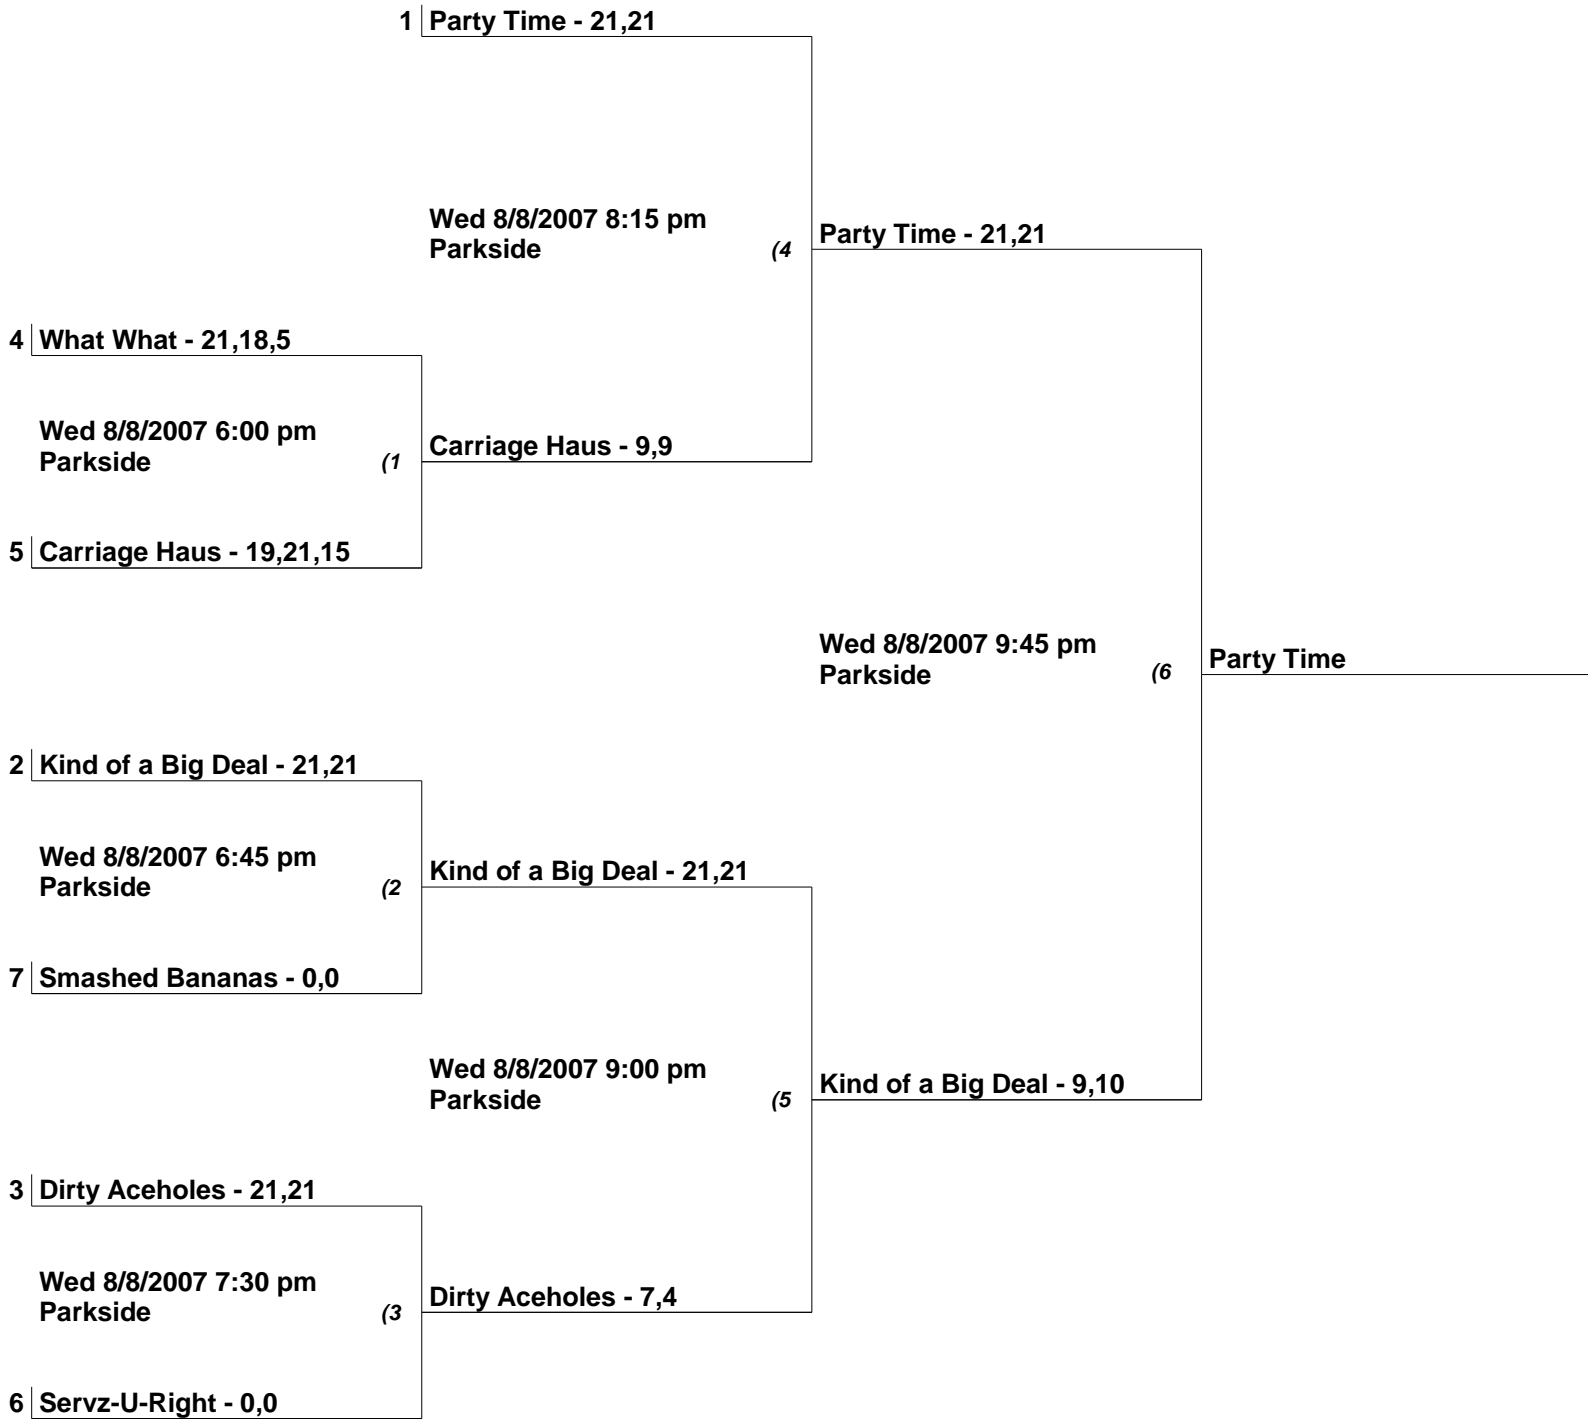 1 Party Time - 21,21
Wed 8/8/2007 8:15 pm
Parkside (4
Party Time - 21,21
4 What What - 21,18,5
Wed 8/8/2007 6:00 pm
Parkside (1
Carriage Haus - 9,9
5 Carriage Haus - 19,21,15
Wed 8/8/2007 9:45 pm
Parkside (6
Party Time
2 Kind of a Big Deal - 21,21
Wed 8/8/2007 6:45 pm
Parkside (2
Kind of a Big Deal - 21,21
7 Smashed Bananas - 0,0
Wed 8/8/2007 9:00 pm
Parkside (5
Kind of a Big Deal - 9,10
3 Dirty Aceholes - 21,21
Wed 8/8/2007 7:30 pm
Parkside (3
Dirty Aceholes - 7,4
6 Servz-U-Right - 0,0